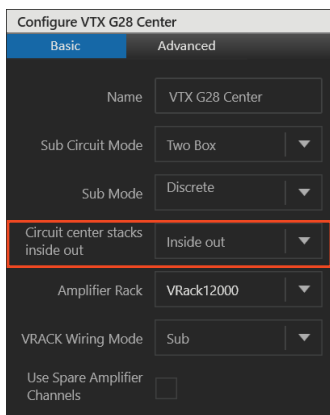 Configure VTX G28 Center
Basic Advanced
Name VTX G28 Center
Sub Circuit Mode Two Box
Sub Mode Discrete
Circuit center stacks
inside out Inside out
Amplifier Rack VRack12000
VRACK Wiring Mode Sub
Use Spare Amplifier
Channels